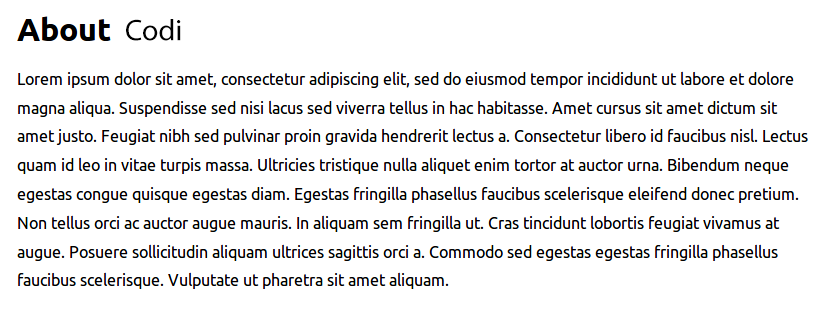 About Codi
Lorem ipsum dolor sit amet, consectetur adipiscing elit, sed do eiusmod tempor incididunt ut labore et dolore
magna aliqua. Suspendisse sed nisi lacus sed viverra tellus in hac habitasse. Amet cursus sit amet dictum sit
amet justo. Feugiat nibh sed pulvinar proin gravida hendrerit lectus a. Consectetur libero id faucibus nisl. Lectus
quam id leo in vitae turpis massa. Ultricies tristique nulla aliquet enim tortor at auctor urna. Bibendum neque
egestas congue quisque egestas diam. Egestas fringilla phasellus faucibus scelerisque eleifend donec pretium.
Non tellus orci ac auctor augue mauris. In aliquam sem fringilla ut. Cras tincidunt lobortis feugiat vivamus at
augue. Posuere sollicitudin aliquam ultrices sagittis orci a. Commodo sed egestas egestas fringilla phasellus
faucibus scelerisque. Vulputate ut pharetra sit amet aliquam.